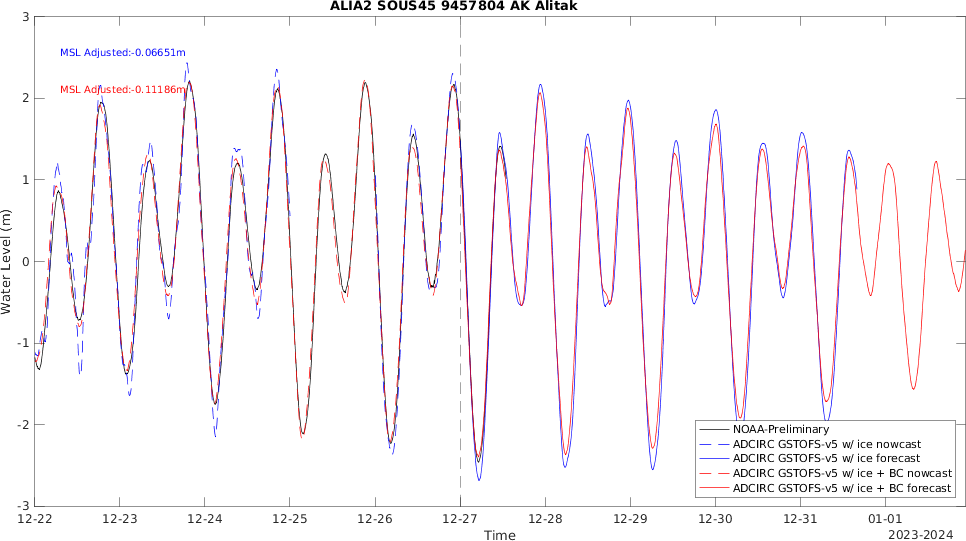 ALIA2 SOUS45 9457804 AK Alitak
MSL Adjusted:-0.06651m
MSL Adjusted:-0.11186m
Water Level (m)
3
2
1
0
-1
-2
-3
NOAA-Preliminary
ADCIRC GSTOFS-v5 w/ ice nowcast
ADCIRC GSTOFS-v5 w/ ice forecast
ADCIRC GSTOFS-v5 w/ ice + BC nowcast
ADCIRC GSTOFS-v5 w/ ice + BC forecast
12-22 12-23 12-24 12-25 12-26 12-27 12-28 12-29 12-30 12-31 01-01
Time
2023-2024